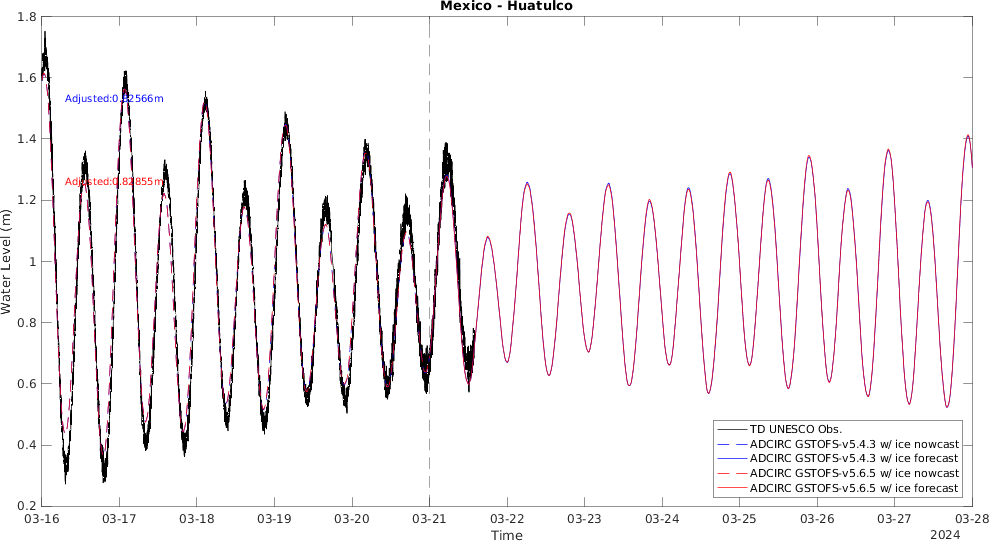 Mexico - Huatulco
1.8
1.6
1.4
1.2
1
0.8
0.6
0.4
0.2
Water Level (m)
Adjusted:0.82566m
Adjusted:0.82855m
TD UNESCO Obs.
ADCIRC GSTOFS-v5.4.3 w/ ice nowcast
ADCIRC GSTOFS-v5.4.3 w/ ice forecast
ADCIRC GSTOFS-v5.6.5 w/ ice nowcast
ADCIRC GSTOFS-v5.6.5 w/ ice forecast
03-16 03-17 03-18 03-19 03-20 03-21 03-22 03-23 03-24 03-25 03-26 03-27 03-28
Time
2024